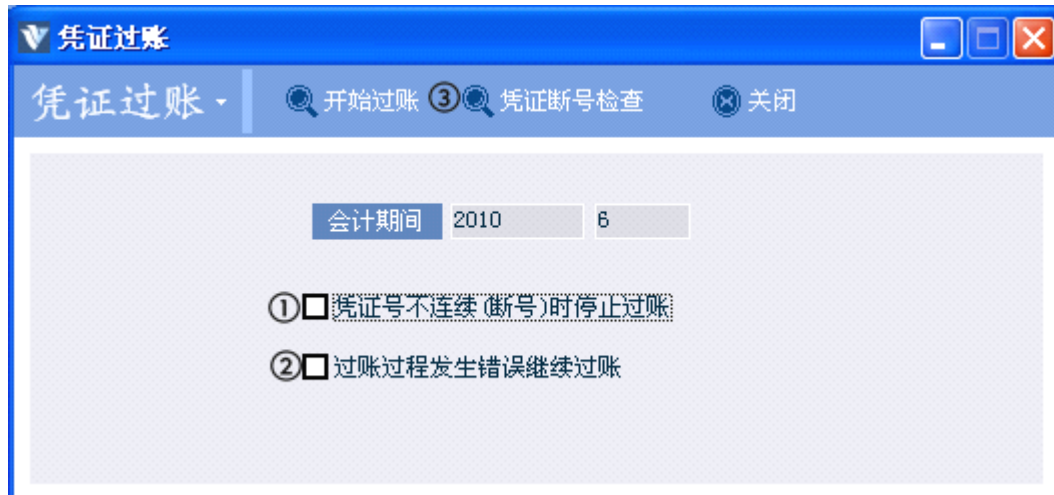 凭证过账
凭证过账 开始过账 ③ 凭证断号检查 关闭
会计期间 2010 6
① 凭证号不连续(断号)时停止过账
② 过账过程发生错误继续过账